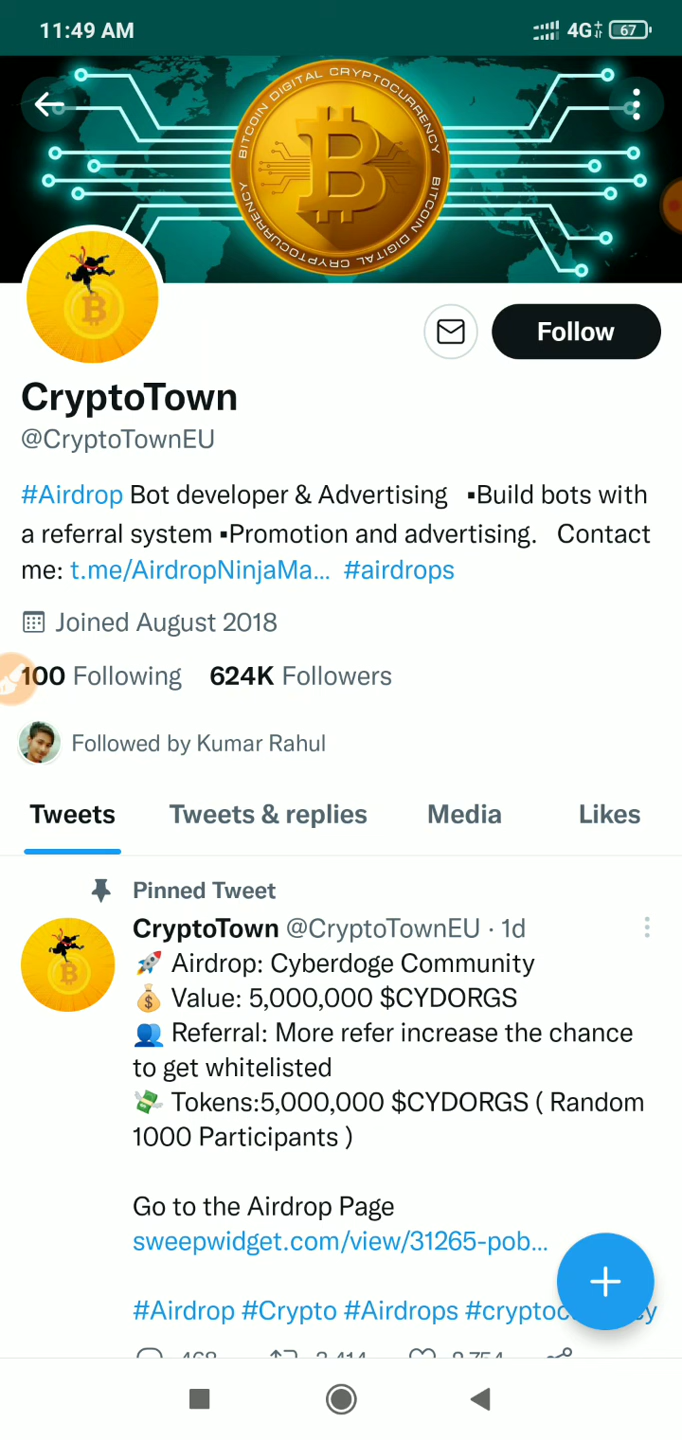 11:49 AM
4G+ 67
BITCOIN DIGITAL CRYPTOCURRENCY
BITCOIN DIGITAL CRYPTOCURRENCY
Follow
CryptoTown
@CryptoTownEU
#Airdrop Bot developer & Advertising ▪Build bots with
a referral system ▪Promotion and advertising. Contact
me: t.me/AirdropNinjaMa... #airdrops
Joined August 2018
100 Following 624K Followers
Followed by Kumar Rahul
Tweets Tweets & replies Media Likes
Pinned Tweet
CryptoTown @CryptoTownEU · 1d
🚀 Airdrop: Cyberdoge Community
💰 Value: 5,000,000 $CYDORGS
👥 Referral: More refer increase the chance
to get whitelisted
💸 Tokens:5,000,000 $CYDORGS ( Random
1000 Participants )
Go to the Airdrop Page
sweepwidget.com/view/31265-pob...
#Airdrop #Crypto #Airdrops